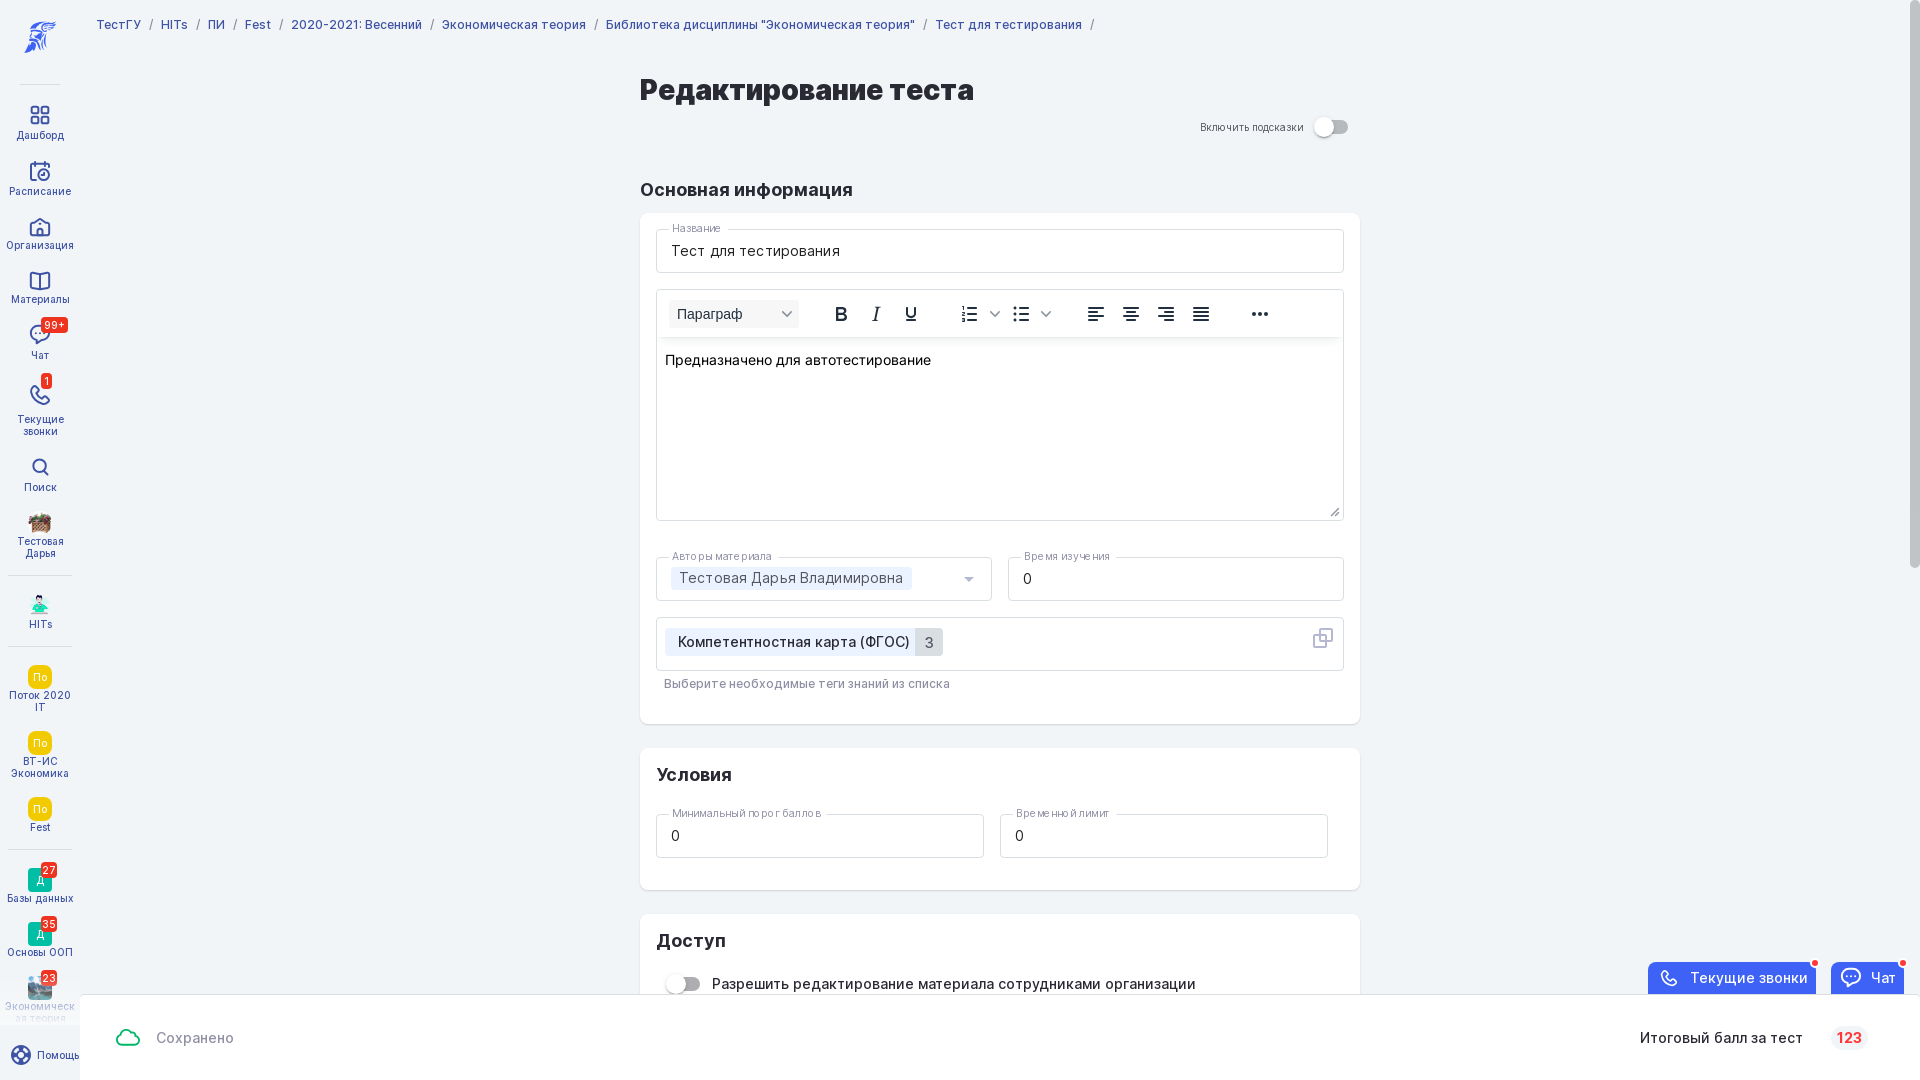 ТестГУ / HITs / ПИ / Fest / 2020-2021: Весенний / Экономическая теория / Библиотека дисциплины "Экономическая теория" / Тест для тестирования /
Дашборд
Расписание
Организация
Материалы
99+
Чат
1
Текущие
звонки
Поиск
Тестовая
Дарья
HITs
По
Поток 2020
IT
По
ВТ-ИС
Экономика
По
Fest
27
Д
Базы данных
35
Д
Основы ООП
23
Экономическ
ая теория
Помощь
Редактирование теста
Включить подсказки
Основная информация
Название
Тест для тестирования
Параграф B I U
Предназначено для автотестирование
Авторы материала
Тестовая Дарья Владимировна
Время изучения
0
Компетентностная карта (ФГОС) 3
Выберите необходимые теги знаний из списка
Условия
Минимальный порог баллов
0
Временной лимит
0
Доступ
Разрешить редактирование материала сотрудниками организации
Текущие звонки
Чат
Сохранено
Итоговый балл за тест 123